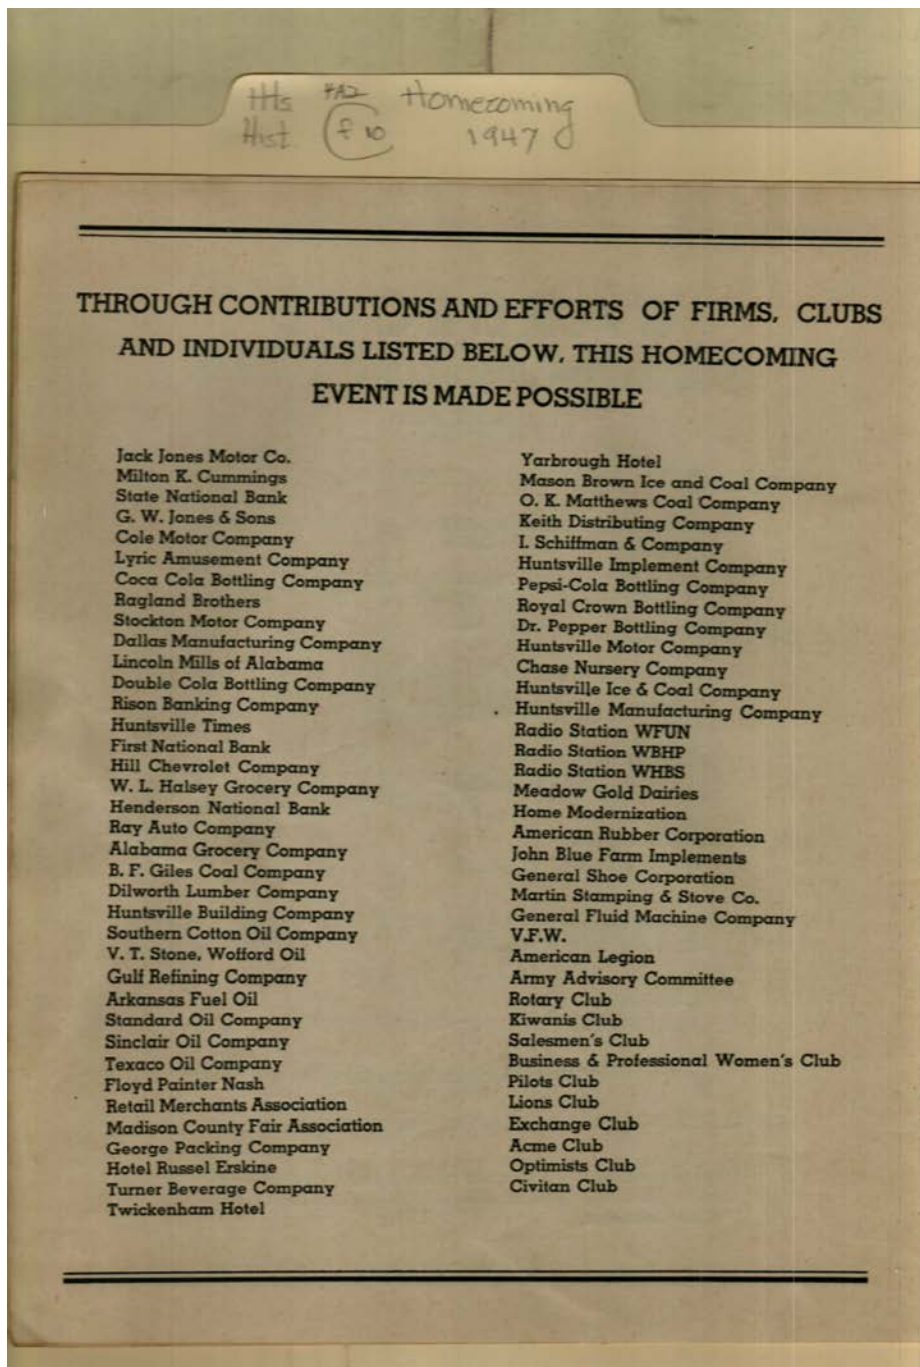 HHs #A2 Homecoming
Hist. f 10 1947
THROUGH CONTRIBUTIONS AND EFFORTS OF FIRMS, CLUBS
AND INDIVIDUALS LISTED BELOW, THIS HOMECOMING
EVENT IS MADE POSSIBLE
Jack Jones Motor Co.
Milton K. Cummings
State National Bank
G. W. Jones & Sons
Cole Motor Company
Lyric Amusement Company
Coca Cola Bottling Company
Ragland Brothers
Stockton Motor Company
Dallas Manufacturing Company
Lincoln Mills of Alabama
Double Cola Bottling Company
Rison Banking Company
Huntsville Times
First National Bank
Hill Chevrolet Company
W. L. Halsey Grocery Company
Henderson National Bank
Ray Auto Company
Alabama Grocery Company
B. F. Giles Coal Company
Dilworth Lumber Company
Huntsville Building Company
Southern Cotton Oil Company
V. T. Stone, Wofford Oil
Gulf Refining Company
Arkansas Fuel Oil
Standard Oil Company
Sinclair Oil Company
Texaco Oil Company
Floyd Painter Nash
Retail Merchants Association
Madison County Fair Association
George Packing Company
Hotel Russel Erskine
Turner Beverage Company
Twickenham Hotel
Yarbrough Hotel
Mason Brown Ice and Coal Company
O. K. Matthews Coal Company
Keith Distributing Company
I. Schiffman & Company
Huntsville Implement Company
Pepsi-Cola Bottling Company
Royal Crown Bottling Company
Dr. Pepper Bottling Company
Huntsville Motor Company
Chase Nursery Company
Huntsville Ice & Coal Company
Huntsville Manufacturing Company
Radio Station WFUN
Radio Station WBHP
Radio Station WHBS
Meadow Gold Dairies
Home Modernization
American Rubber Corporation
John Blue Farm Implements
General Shoe Corporation
Martin Stamping & Stove Co.
General Fluid Machine Company
V.F.W.
American Legion
Army Advisory Committee
Rotary Club
Kiwanis Club
Salesmen's Club
Business & Professional Women's Club
Pilots Club
Lions Club
Exchange Club
Acme Club
Optimists Club
Civitan Club